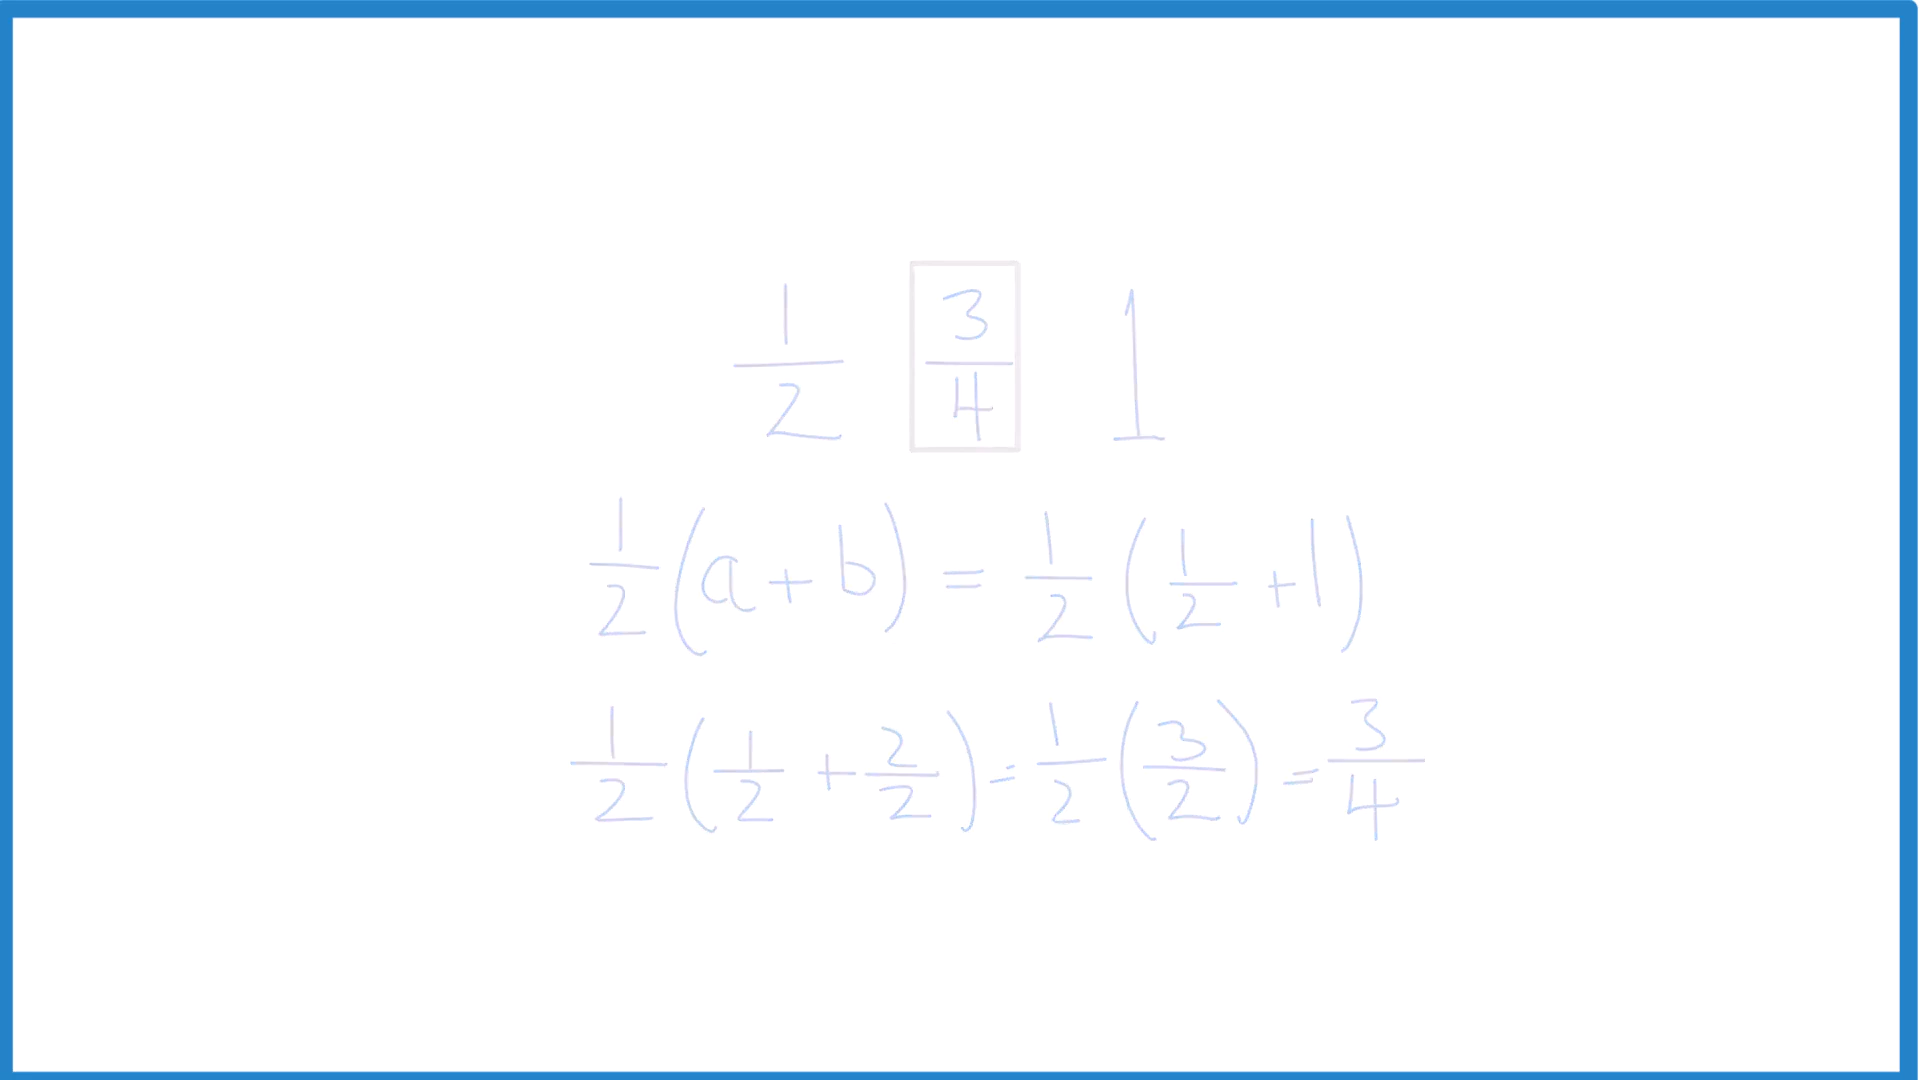 1/2 3/4 1
1/2 (a + b) = 1/2 (1/2 + 1)
1/2 (1/2 + 2/2) = 1/2 (3/2) = 3/4